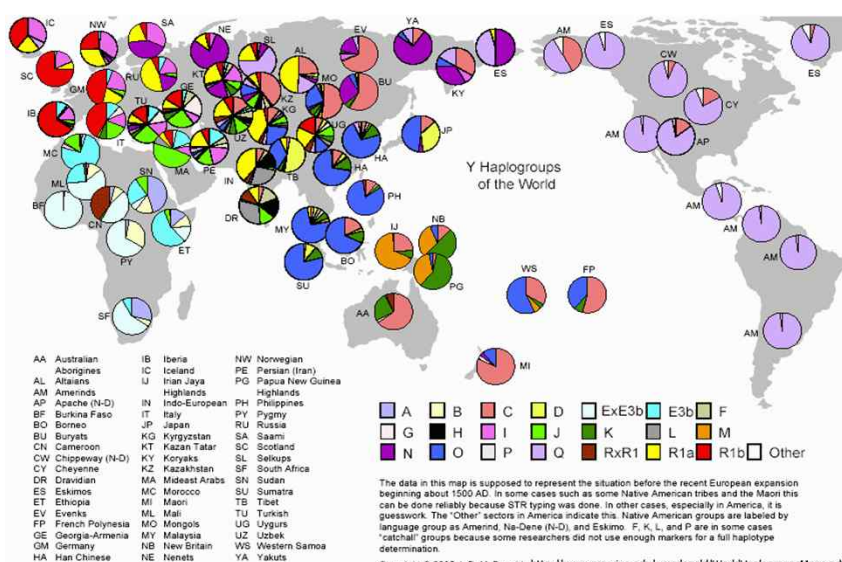 IC
NW
SA
NE
SL
EV
YA
AM
ES
SC
GM
RU
KT
AL
MO
BU
KY
ES
CW
ES
CY
IB
TU
GE
KZ
KG
UZ
UG
JP
AM
AP
IT
MC
MA
PE
IN
TB
HA
HA
Y Haplogroups
of the World
ML
SN
BF
CN
ET
DR
PH
AM
PY
MY
BO
SU
IJ
NB
PG
AM
AM
WS
FP
SF
AA
AM
MI
AA Australian IB Iberia NW Norwegian
Aborigines IC Iceland PE Persian (Iran)
AL Altaians IJ Irian Jaya PG Papua New Guinea
AM Amerinds Highlands Highlands
AP Apache (N-D) IN Indo-European PH Philippines
BF Burkina Faso IT Italy PY Pygmy
BO Borneo JP Japan RU Russia
BU Buryats KG Kyrgyzstan SA Saami
CN Cameroon KT Kazan Tatar SC Scotland
CW Chippeway (N-D) KY Koryaks SL Selkups
CY Cheyenne KZ Kazakhstan SF South Africa
DR Dravidian MA Mideast Arabs SN Sudan
ES Eskimos MC Morocco SU Sumatra
ET Ethiopia MI Maori TB Tibet
EV Evenks ML Mali TU Turkish
FP French Polynesia MO Mongols UG Uygurs
GE Georgia-Armenia MY Malaysia UZ Uzbek
GM Germany NB New Britain WS Western Samoa
HA Han Chinese NE Nenets YA Yakuts
A B C D ExE3b E3b F
G H I J K L M
N O P Q RxR1 R1a R1b Other
The data in this map is supposed to represent the situation before the recent European expansion
beginning about 1500 AD. In some cases such as some Native American tribes and the Maori this
can be done reliably because STR typing was done. In other cases, especially in America, it is
guesswork. The "Other" sectors in America indicate this. Native American groups are labeled by
language group as Amerind, Na-Dene (N-D), and Eskimo. F, K, L, and P are in some cases
"catchall" groups because some researchers did not use enough markers for a full haplotype
determination.